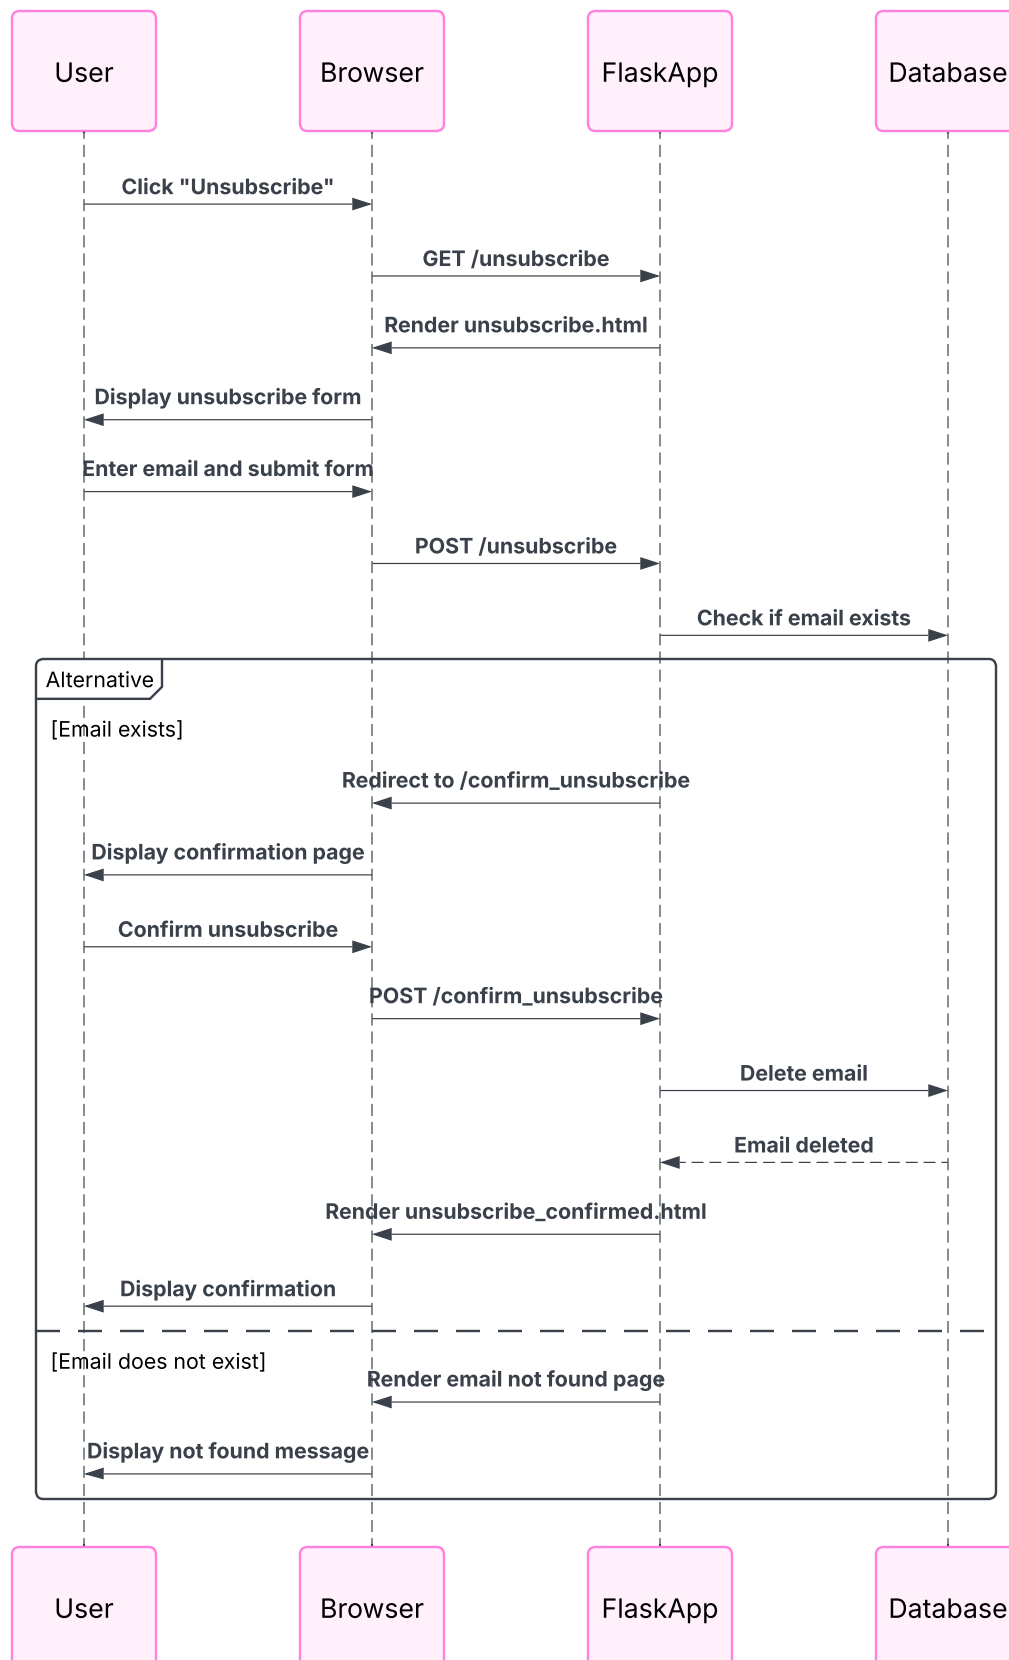 User
Browser
FlaskApp
Database
Click "Unsubscribe"
GET /unsubscribe
Render unsubscribe.html
Display unsubscribe form
Enter email and submit form
POST /unsubscribe
Check if email exists
Alternative
[Email exists]
Redirect to /confirm_unsubscribe
Display confirmation page
Confirm unsubscribe
POST /confirm_unsubscribe
Delete email
Email deleted
Render unsubscribe_confirmed.html
Display confirmation
[Email does not exist]
Render email not found page
Display not found message
User
Browser
FlaskApp
Database